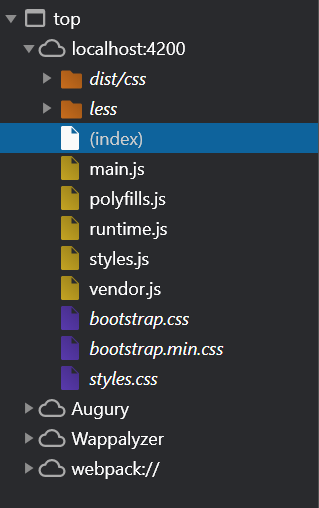 top
localhost:4200
dist/css
less
(index)
main.js
polyfills.js
runtime.js
styles.js
vendor.js
bootstrap.css
bootstrap.min.css
styles.css
Augury
Wappalyzer
webpack://